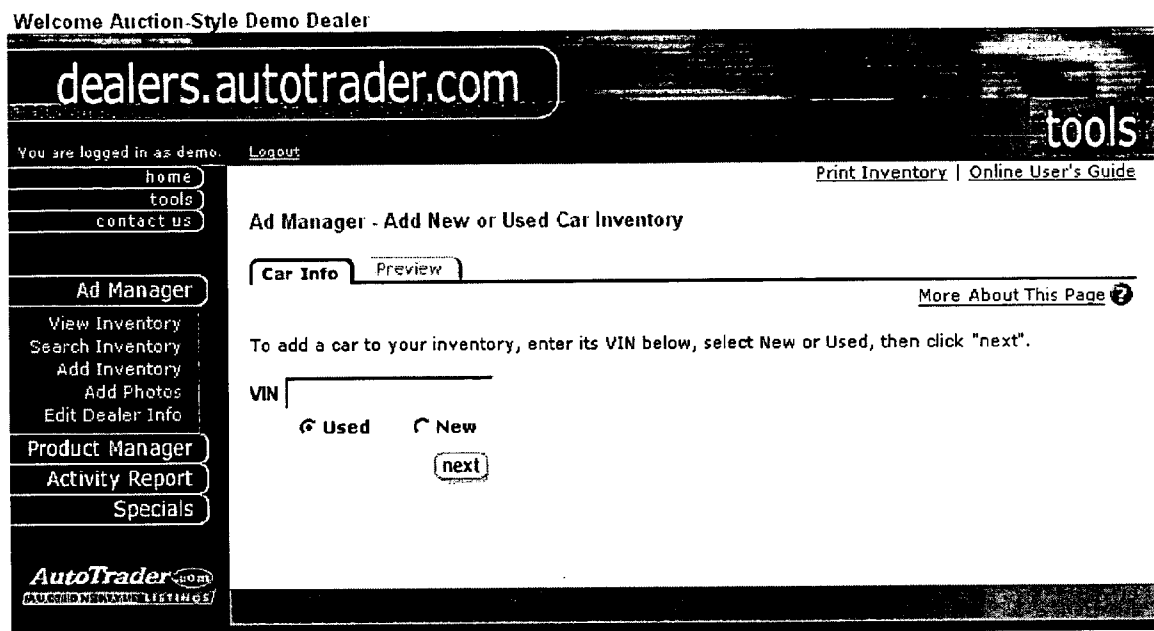 Welcome Auction-Style Demo Dealer
dealers.autotrader.com
tools
You are logged in as demo. Logout
Print Inventory | Online User's Guide
home
tools
contact us
Ad Manager - Add New or Used Car Inventory
Car Info Preview
More About This Page ?
Ad Manager
View Inventory
Search Inventory
Add Inventory
Add Photos
Edit Dealer Info
To add a car to your inventory, enter its VIN below, select New or Used, then click "next".
VIN
Used New
next
Product Manager
Activity Report
Specials
AutoTrader.com
AUCTION STYLE LISTINGS